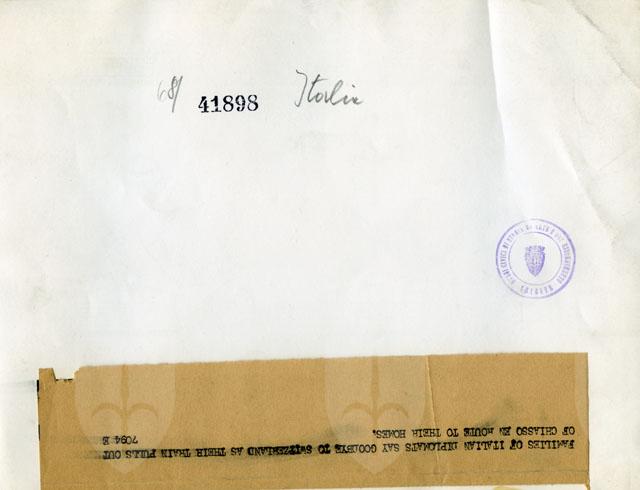 68/ 41898 Italia
FAMILIES OF ITALIAN DIPLOMATS SAY GOODBYE TO SWITZERLAND AS THEIR TRAIN PULLS OUT
OF CHIASSO EN ROUTE TO THEIR HOMES. 7094 E